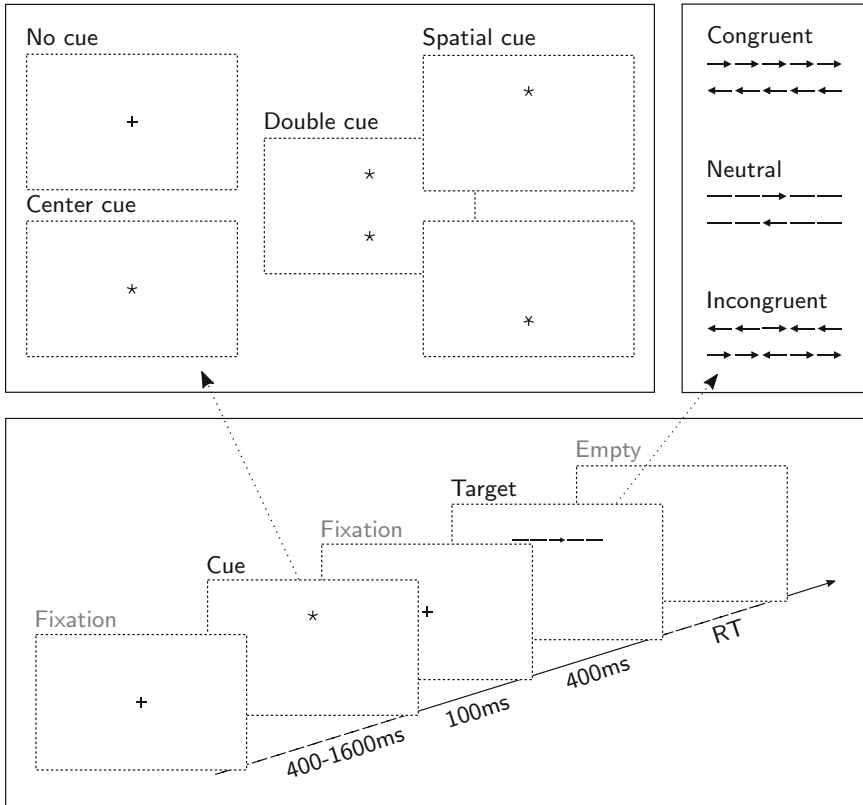 No cue
Spatial cue
Double cue
Center cue
Congruent
Neutral
Incongruent
Empty
Target
Fixation
Cue
Fixation
400-1600ms
100ms
400ms
RT